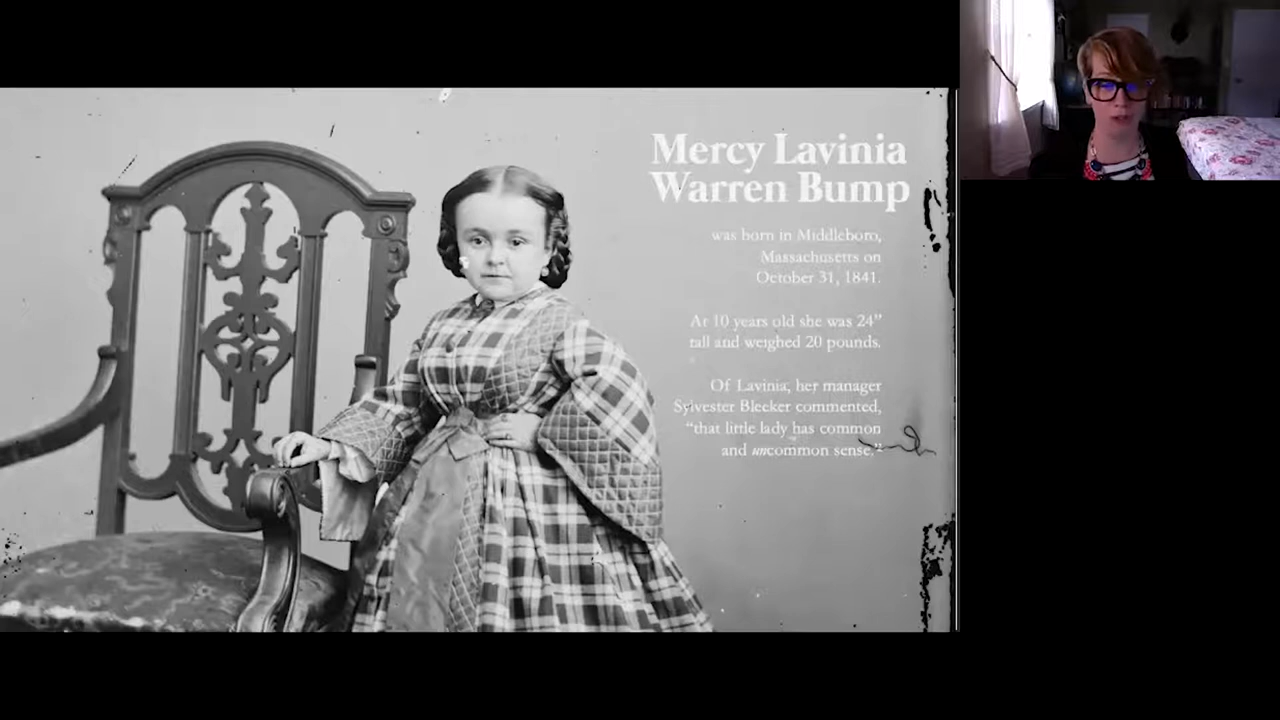 Mercy Lavinia
Warren Bump
was born in Middleboro,
Massachusetts on
October 31, 1841.
At 10 years old she was 24”
tall and weighed 20 pounds.
Of Lavinia, her manager
Sylvester Bleeker commented,
“that little lady has common
and uncommon sense.”